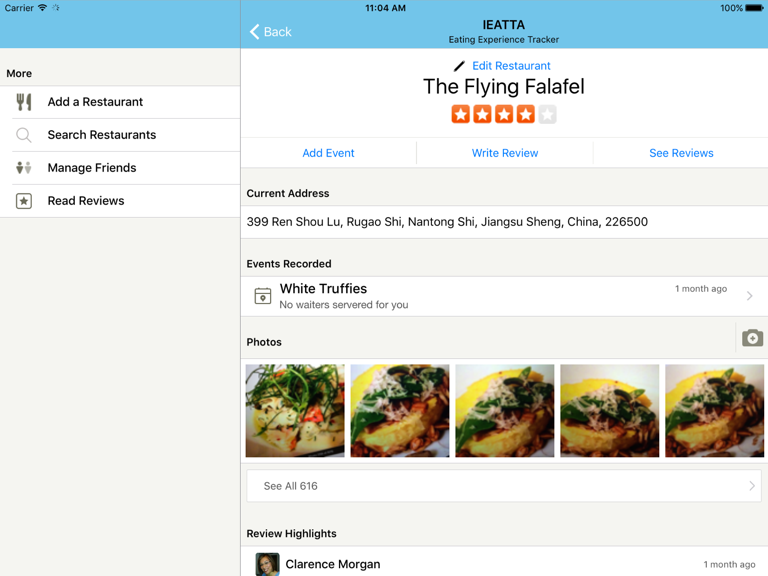 Carrier
11:04 AM
100%
Back
IEATTA
Eating Experience Tracker
More
Add a Restaurant
Search Restaurants
Manage Friends
Read Reviews
Edit Restaurant
The Flying Falafel
Add Event
Write Review
See Reviews
Current Address
399 Ren Shou Lu, Rugao Shi, Nantong Shi, Jiangsu Sheng, China, 226500
Events Recorded
White Truffies
1 month ago
No waiters servered for you
Photos
See All 616
Review Highlights
Clarence Morgan
1 month ago